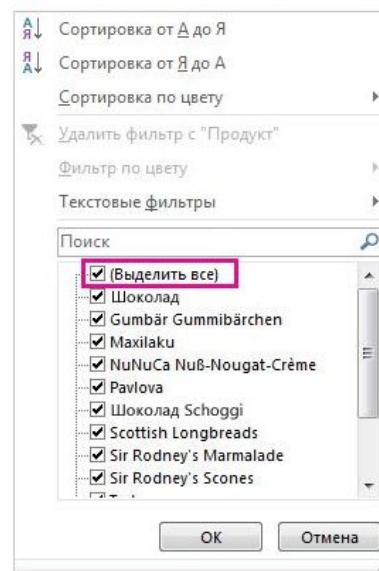 Сортировка от А до Я
Сортировка от Я до А
Сортировка по цвету
Удалить фильтр с "Продукт"
Фильтр по цвету
Текстовые фильтры
Поиск
(Выделить все)
Шоколад
Gumbär Gummibärchen
Maxilaku
NuNuCa Nuß-Nougat-Crème
Pavlova
Шоколад Schoggi
Scottish Longbreads
Sir Rodney's Marmalade
Sir Rodney's Scones
ОК
Отмена